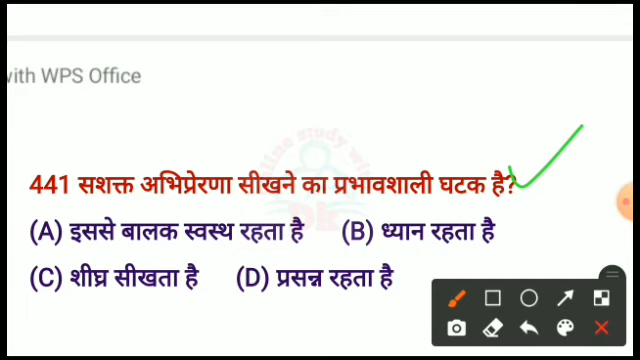 with WPS Office
441 सशक्त अभिप्रेरणा सीखने का प्रभावशाली घटक है?
(A) इससे बालक स्वस्थ रहता है (B) ध्यान रहता है
(C) शीघ्र सीखता है (D) प्रसन्न रहता है